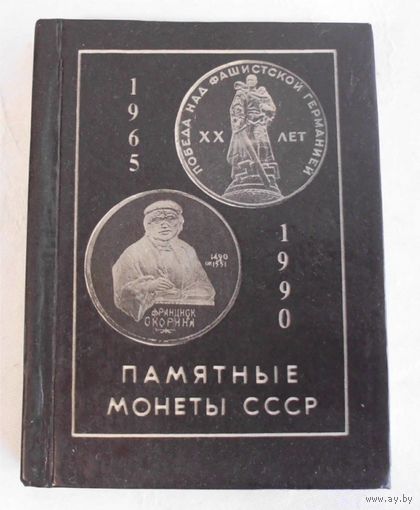 1965
ПОБЕДА НАД ФАШИСТСКОЙ ГЕРМАНИЕЙ
XX ЛЕТ
1490
1551
ФРАНЦИСК
СКОРИНА
1990
ПАМЯТНЫЕ
МОНЕТЫ СССР
www.ay.by